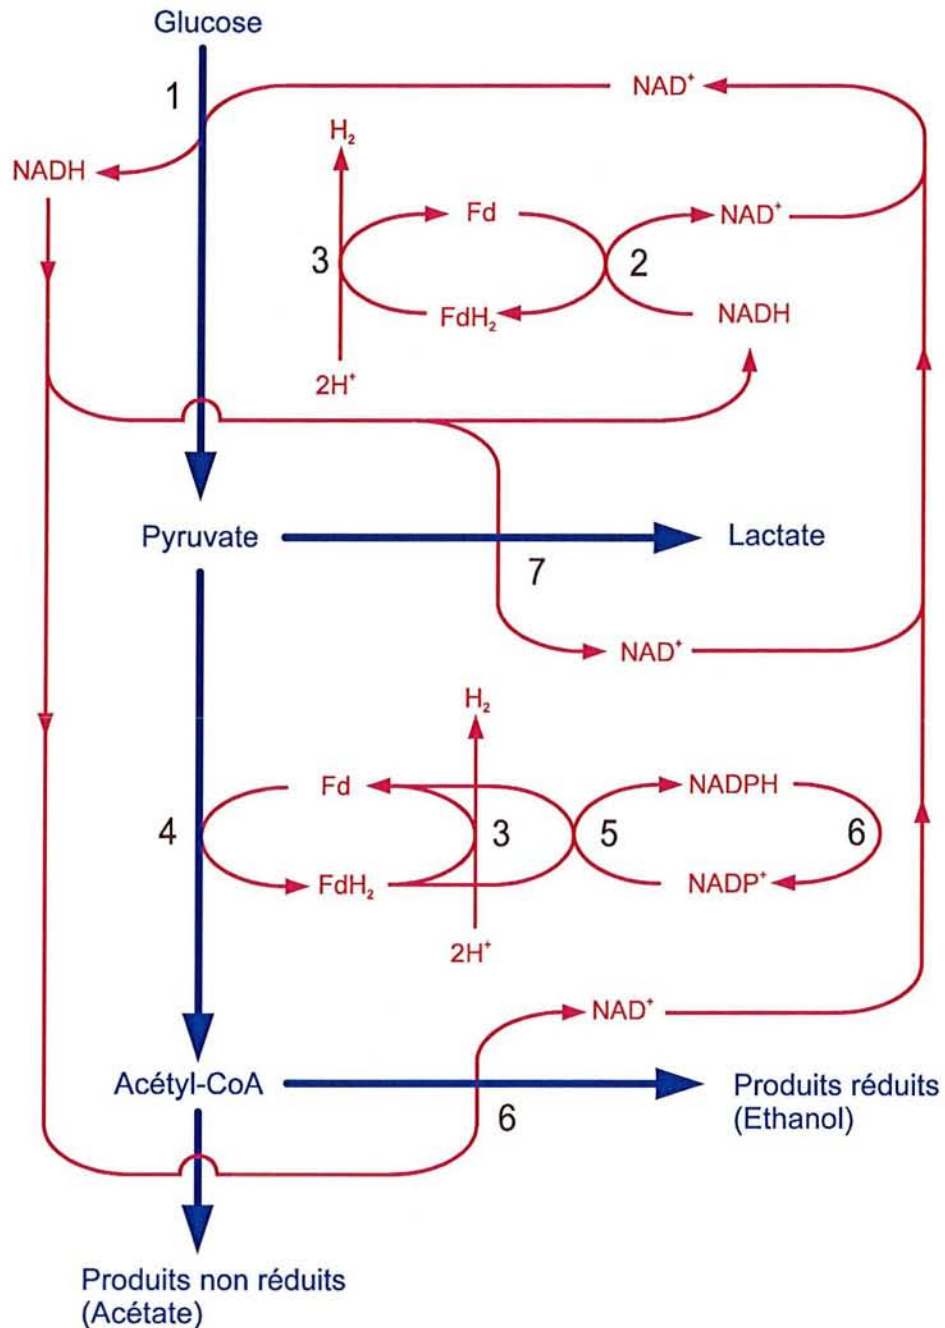 Glucose
1
NAD⁺
H₂
NADH
Fd
NAD⁺
3
2
FdH₂
NADH
2H⁺
Pyruvate
Lactate
7
NAD⁺
H₂
Fd
NADPH
4
3
5
6
FdH₂
NADP⁺
2H⁺
NAD⁺
Acétyl-CoA
Produits réduits
(Ethanol)
6
Produits non réduits
(Acétate)